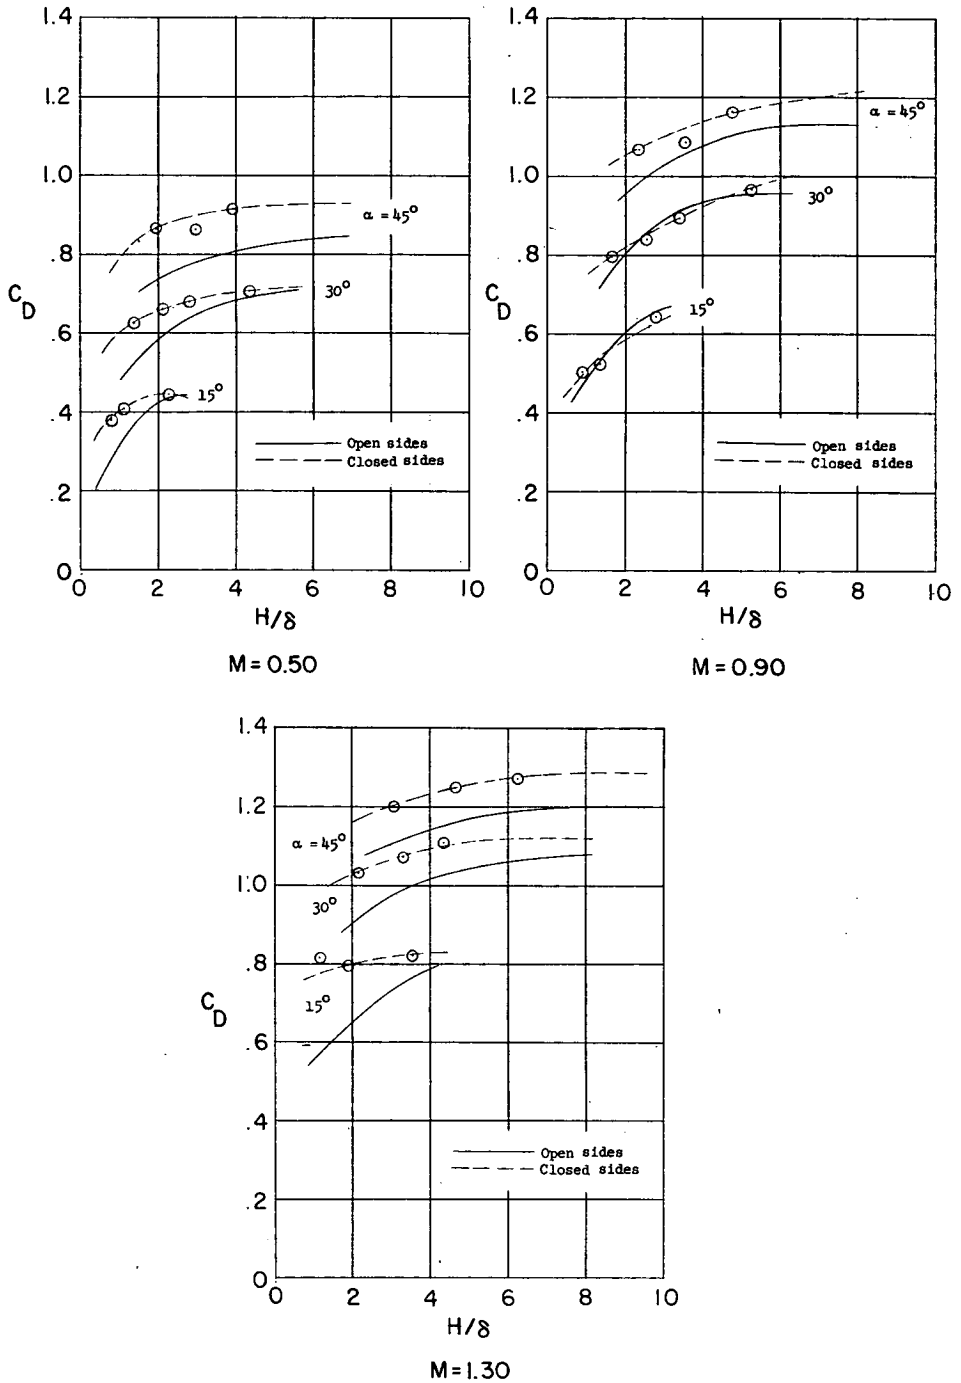 1.4
1.2
1.0
.8
.6
.4
.2
0
C_D
α = 45°
30°
15°
Open sides
Closed sides
0 2 4 6 8 10
H/δ
M = 0.50
1.4
1.2
1.0
.8
.6
.4
.2
0
C_D
α = 45°
30°
15°
Open sides
Closed sides
0 2 4 6 8 10
H/δ
M = 0.90
1.4
1.2
1.0
.8
.6
.4
.2
0
C_D
α = 45°
30°
15°
Open sides
Closed sides
0 2 4 6 8 10
H/δ
M = 1.30